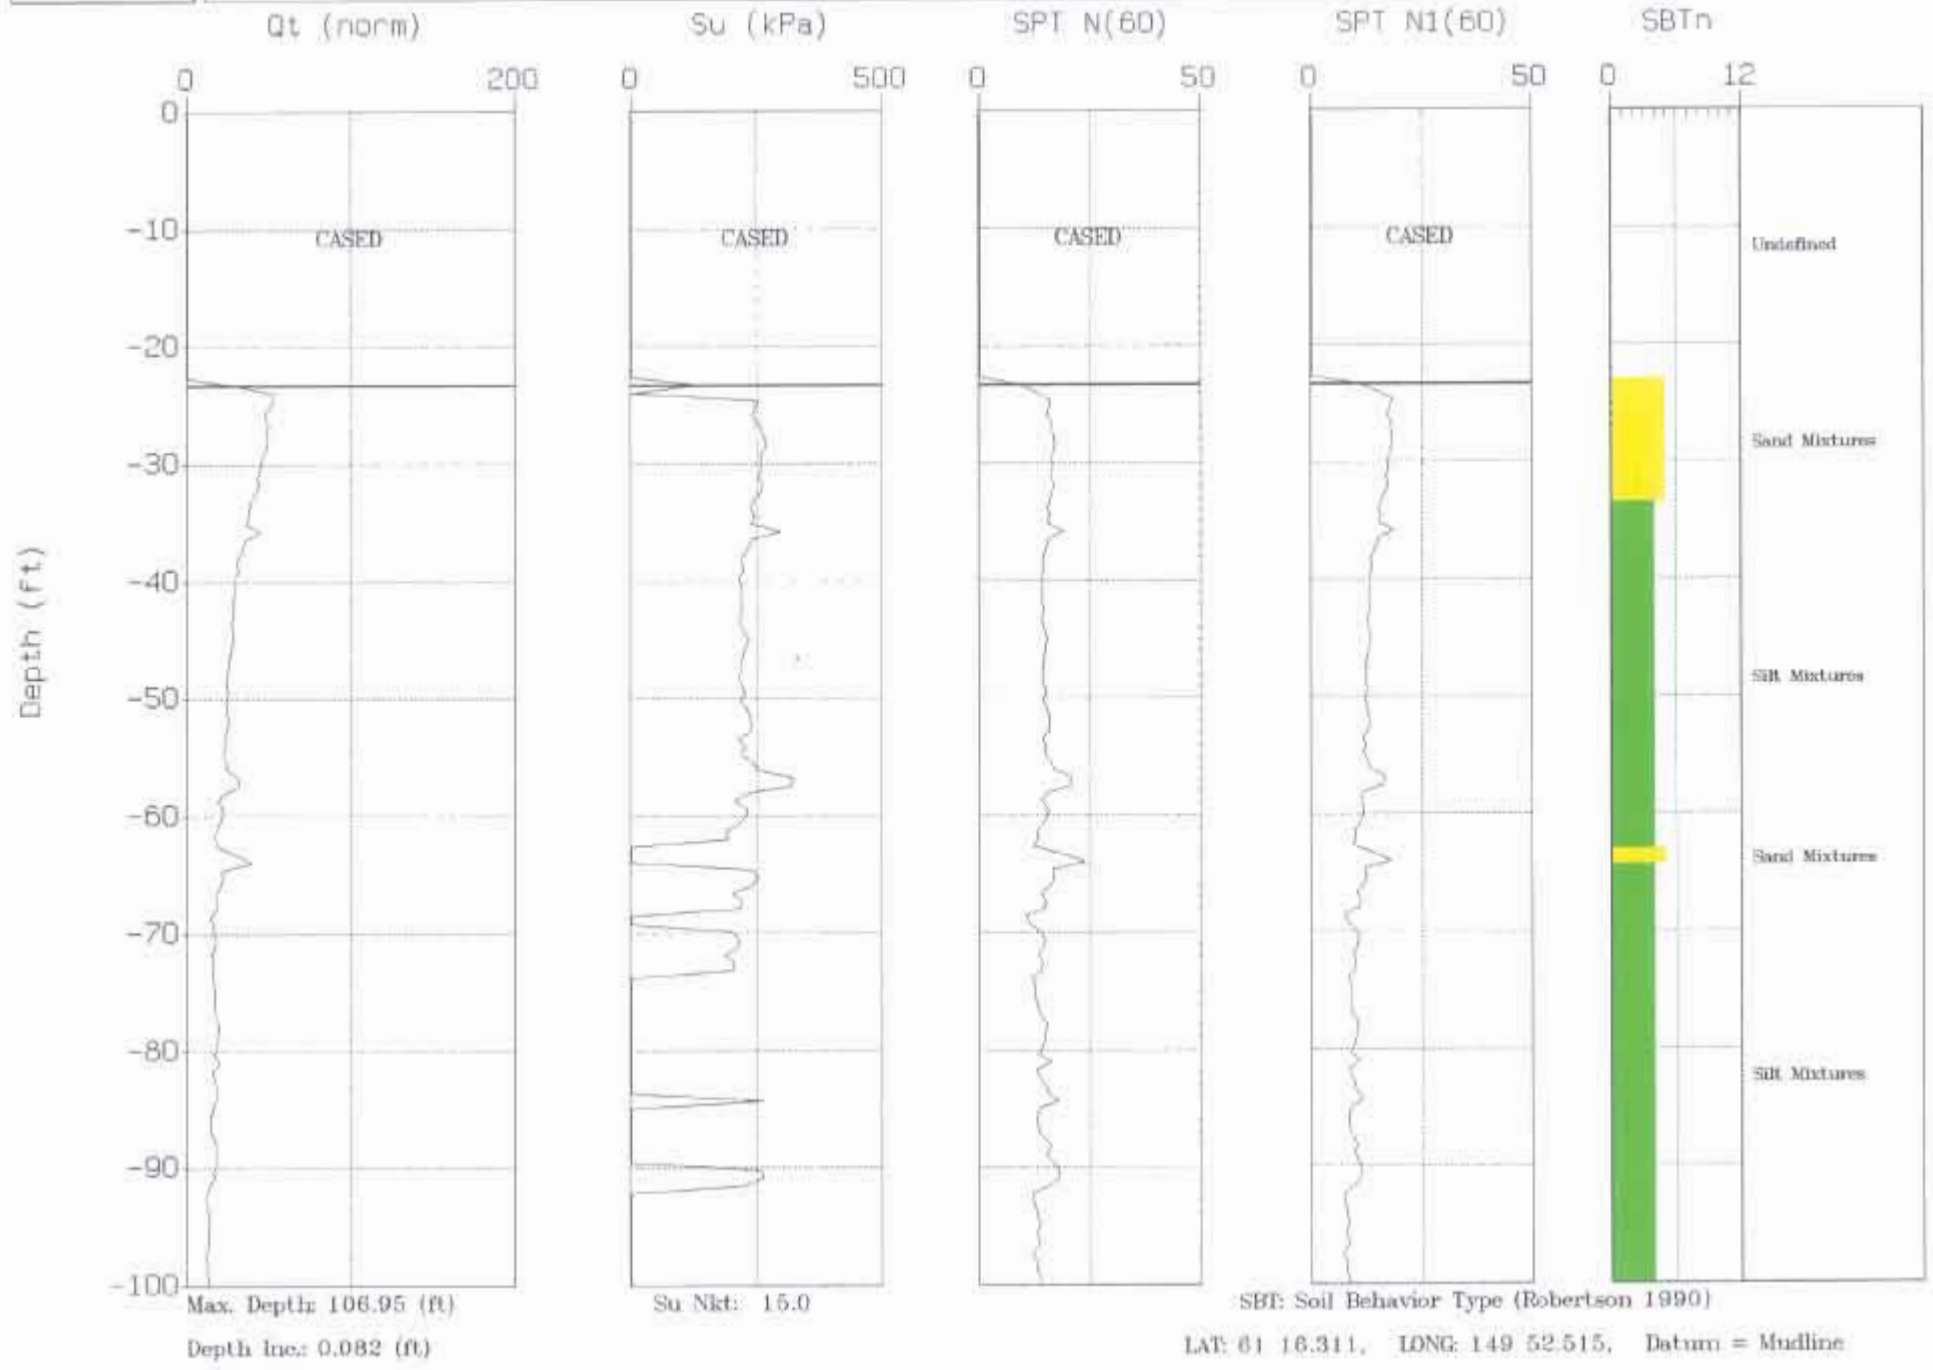 Qt (norm) Su (kPa) SPT N(60) SPT N1(60) SBTn
0 200 0 500 0 50 0 50 0 12
0
-10 CASED CASED CASED CASED Undefined
-20
Sand Mixtures
-30
-40
Depth (ft)
Silt Mixtures
-50
-60
Sand Mixtures
-70
-80
Silt Mixtures
-90
-100
Max. Depth: 106.95 (ft) Su Nkt: 15.0 SBT: Soil Behavior Type (Robertson 1990)
Depth Inc.: 0.082 (ft) LAT: 61 16.311, LONG: 149 52.515, Datum = Mudline